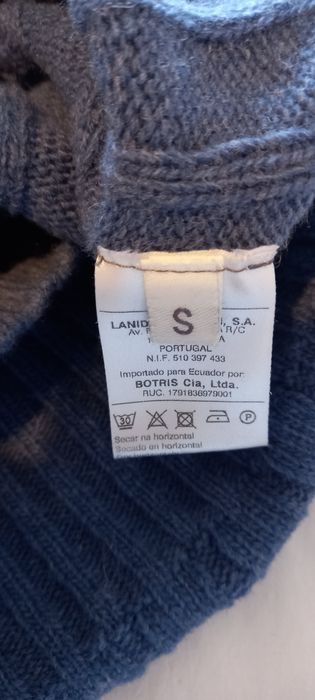 S
LANID , S.A.
Av. R/C
PORTUGAL
N.I.F. 510 397 433
Importado para Ecuador por:
BOTRIS Cia, Ltda.
RUC. 1791836979001
30 P
Secar na horizontal
Secado en horizontal